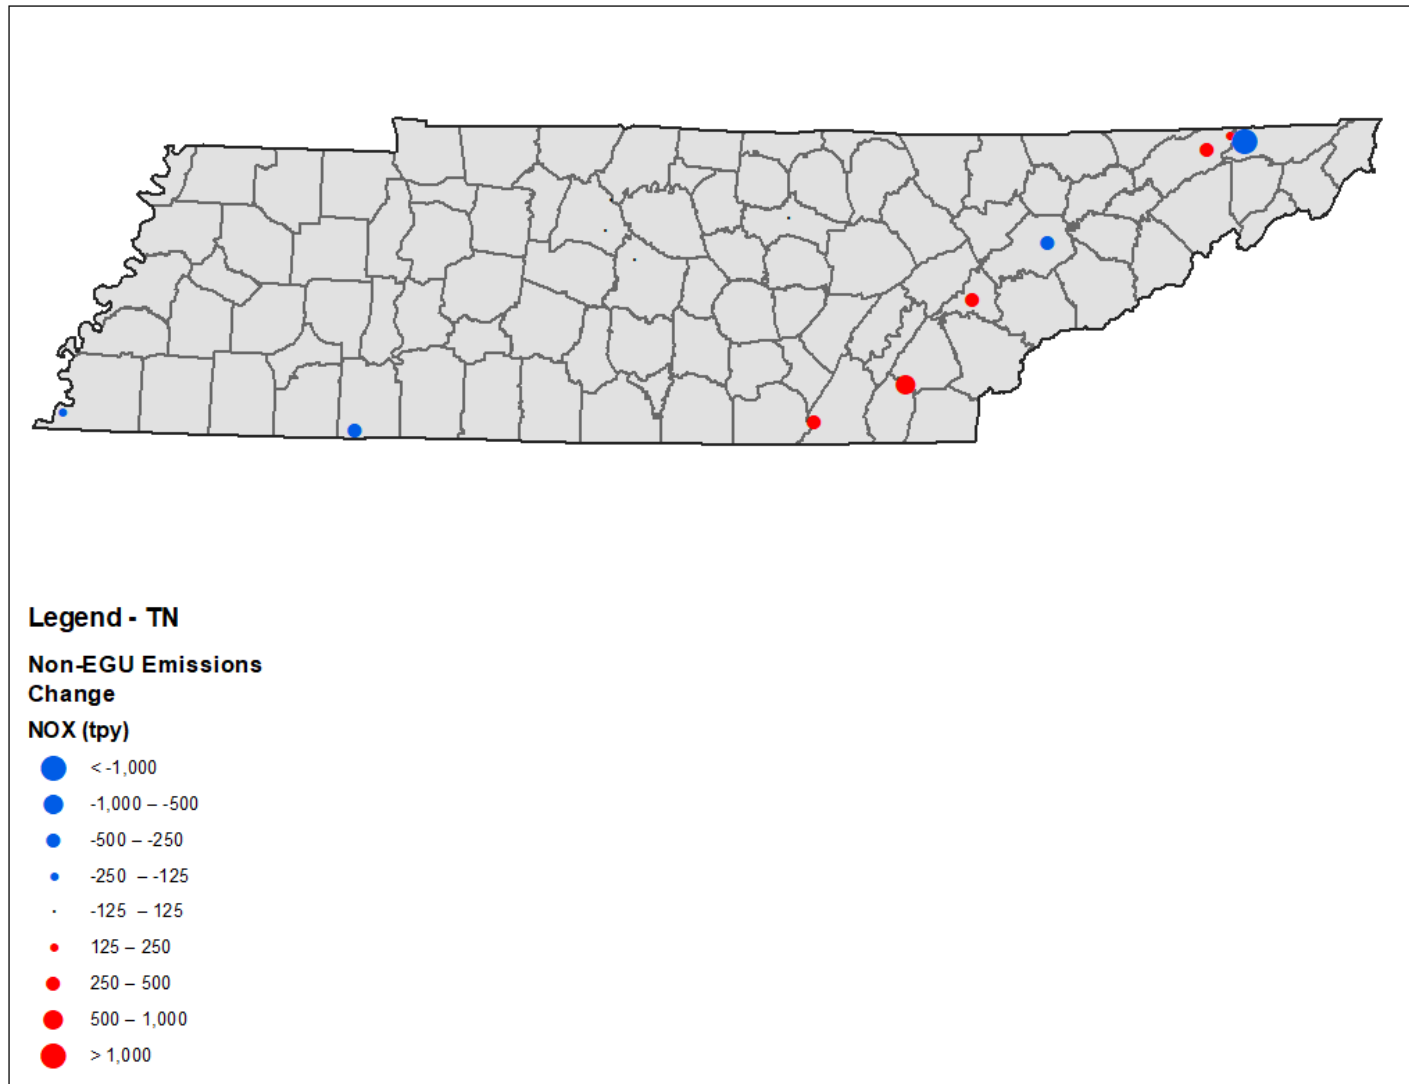 Legend - TN
Non-EGU Emissions
Change
NOX (tpy)
< -1,000
-1,000 – -500
-500 – -250
-250 – -125
-125 – 125
125 – 250
250 – 500
500 – 1,000
> 1,000